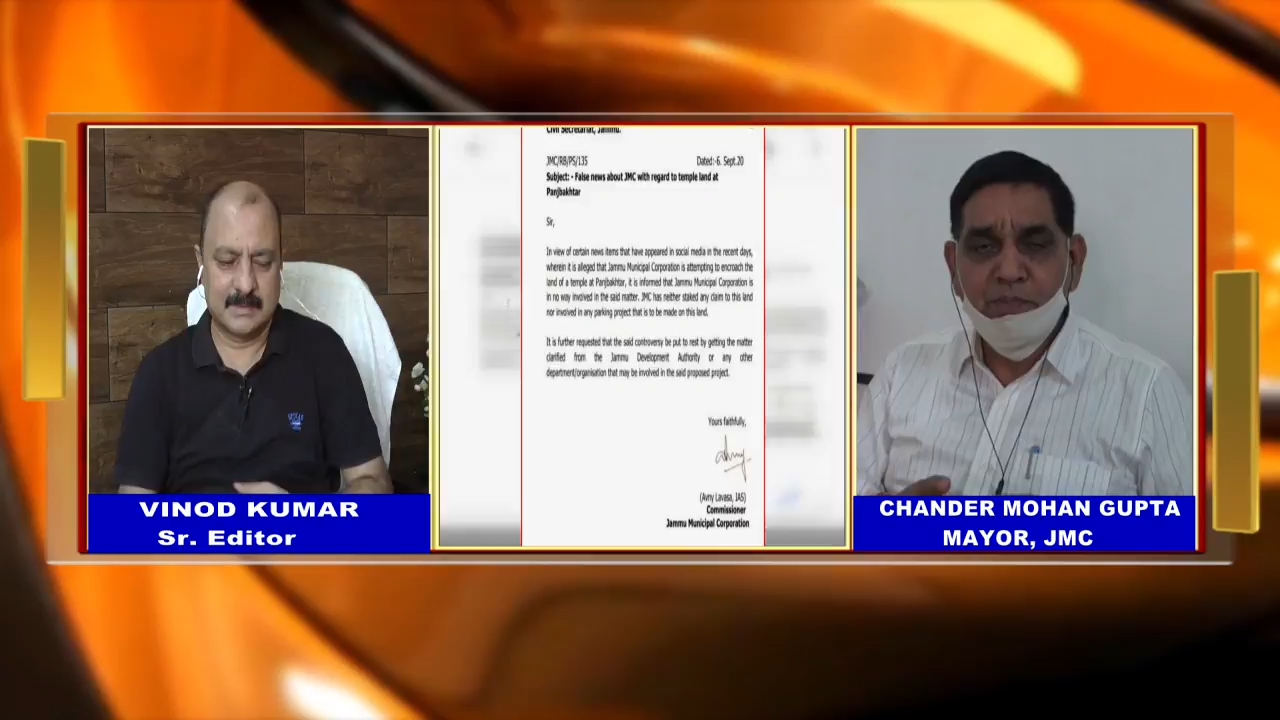 Civil Secretariat, Jammu.
JMC/RB/PS/135 Dated:-6. Sept.20
Subject: - False news about JMC with regard to temple land at
Panjbakhtar
Sir,
In view of certain news items that have appeared in social media in the recent days,
wherein it is alleged that Jammu Municipal Corporation is attempting to encroach the
land of a temple at Panjbakhtar, it is informed that Jammu Municipal Corporation is
in no way involved in the said matter. JMC has neither staked any claim to this land
nor involved in any parking project that is to be made on this land.
It is further requested that the said controversy be put to rest by getting the matter
clarified from the Jammu Development Authority or any other
department/organisation that may be involved in the said proposed project.
Yours faithfully,
(Avny Lavasa, IAS)
Commissioner
Jammu Municipal Corporation
VINOD KUMAR
Sr. Editor
CHANDER MOHAN GUPTA
MAYOR, JMC